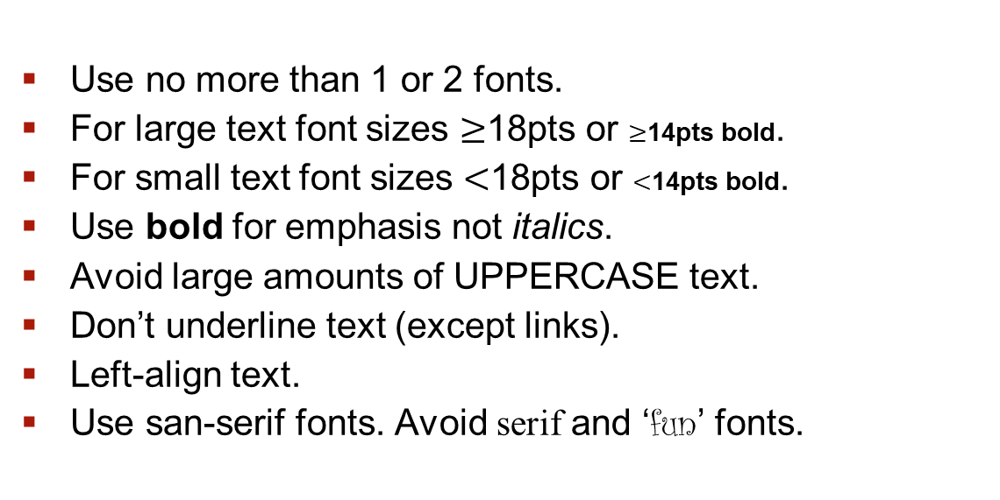 ▪ Use no more than 1 or 2 fonts.
▪ For large text font sizes ≥18pts or ≥14pts bold.
▪ For small text font sizes <18pts or <14pts bold.
▪ Use bold for emphasis not italics.
▪ Avoid large amounts of UPPERCASE text.
▪ Don’t underline text (except links).
▪ Left-align text.
▪ Use san-serif fonts. Avoid serif and ‘fun’ fonts.